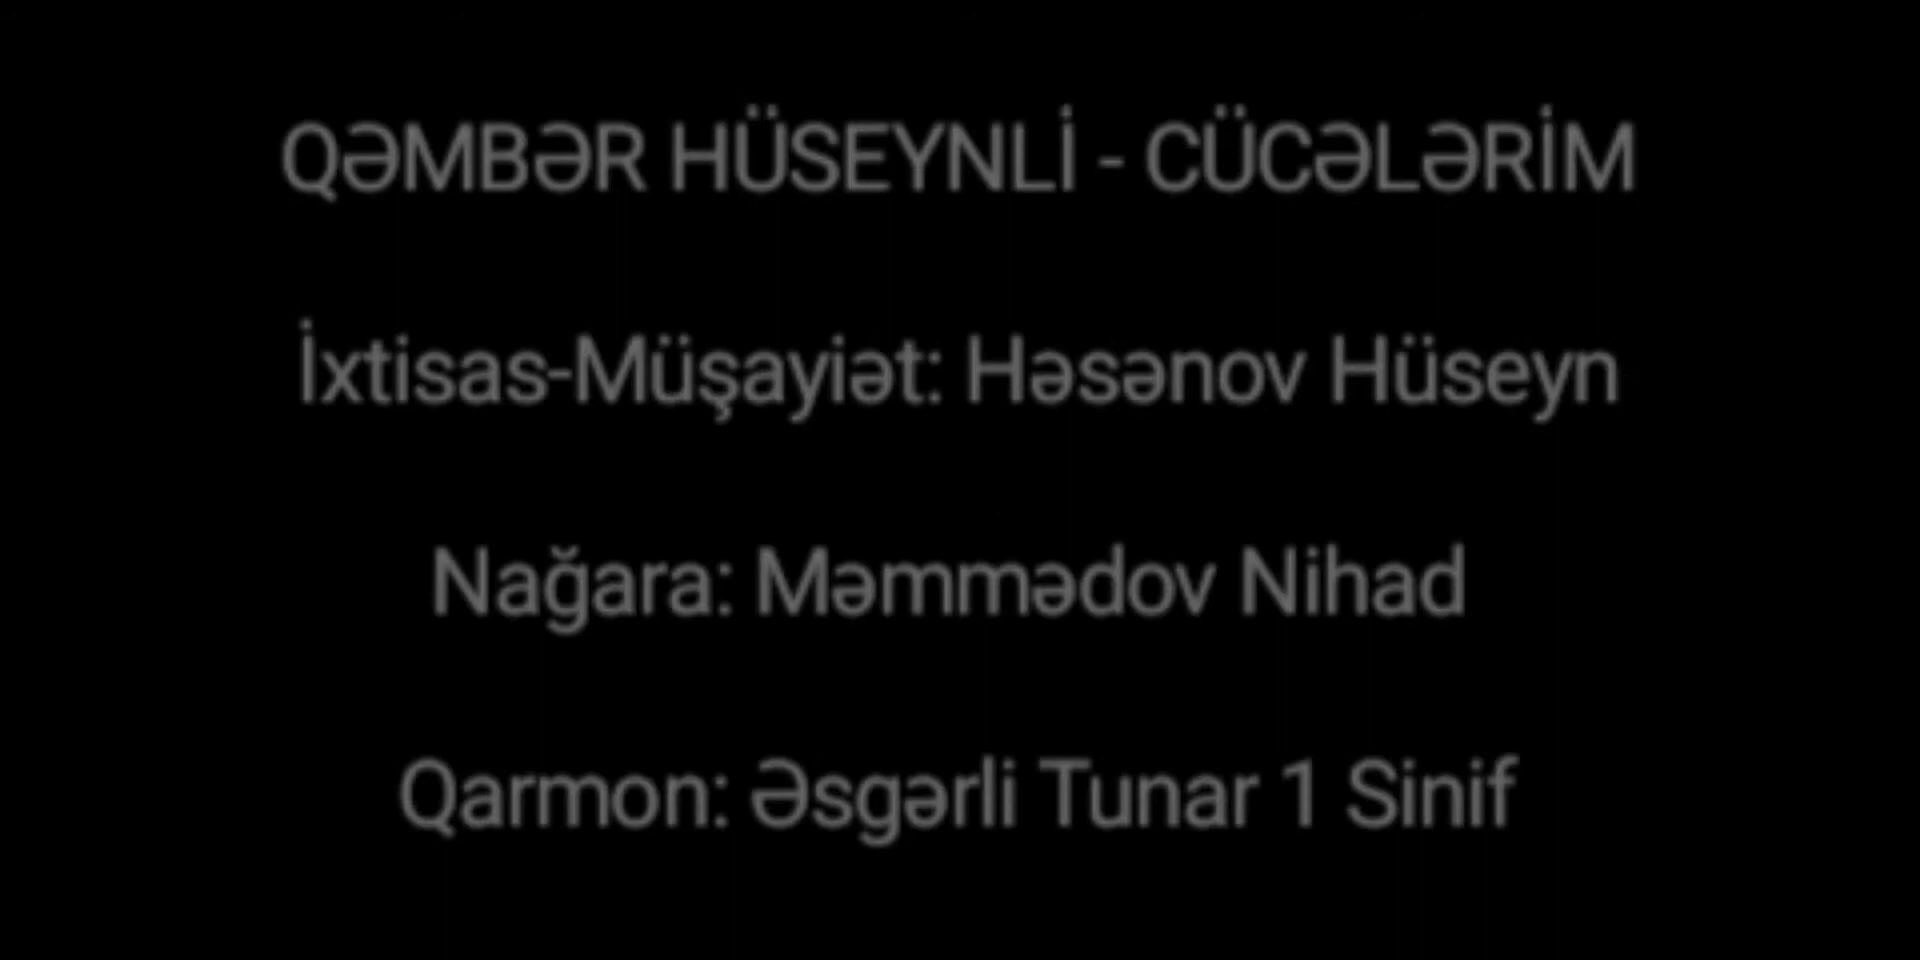 QƏMBƏR HÜSEYNLİ - CÜCƏLƏRİM
İxtisas-Müşayiət: Həsənov Hüseyn
Nağara: Məmmədov Nihad
Qarmon: Əsgərli Tunar 1 Sinif